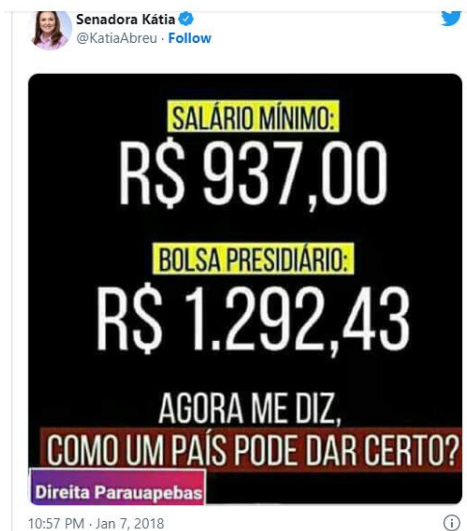 Senadora Kátia
@KatiaAbreu · Follow
SALÁRIO MÍNIMO:
R$ 937,00
BOLSA PRESIDIÁRIO:
R$ 1.292,43
AGORA ME DIZ,
COMO UM PAÍS PODE DAR CERTO?
Direita Parauapebas
10:57 PM · Jan 7, 2018